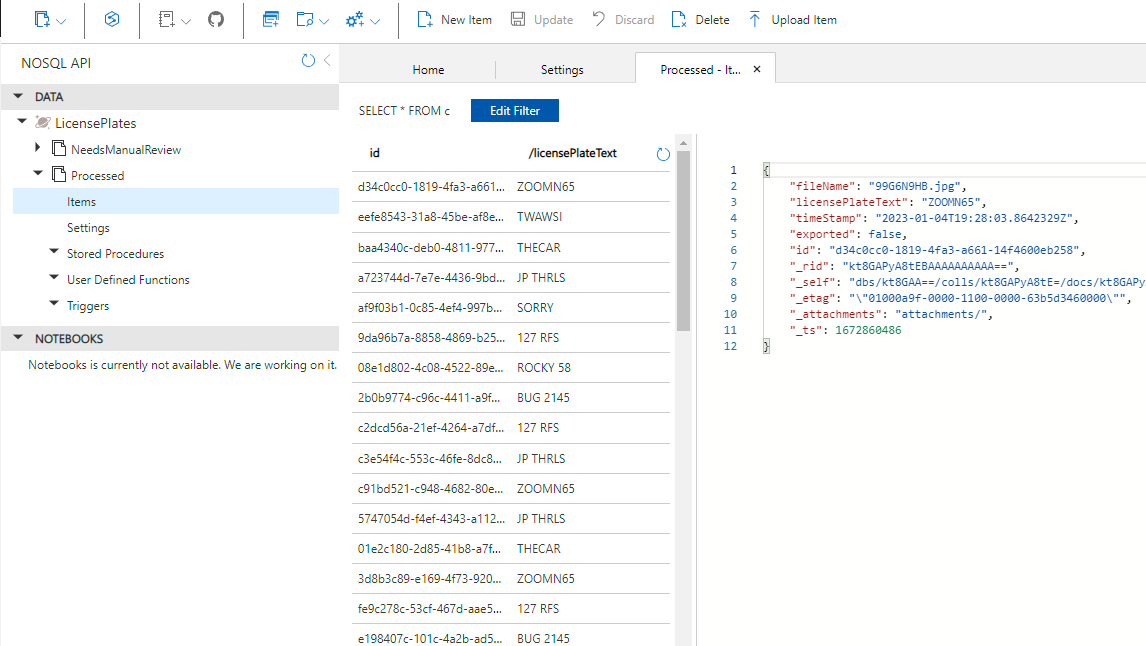 New Item Update Discard Delete Upload Item
NOSQL API
DATA
LicensePlates
NeedsManualReview
Processed
Items
Settings
Stored Procedures
User Defined Functions
Triggers
NOTEBOOKS
Notebooks is currently not available. We are working on it.
Home Settings Processed - It...
SELECT * FROM c Edit Filter
id /licensePlateText
d34c0cc0-1819-4fa3-a661... ZOOMN65
eefe8543-31a8-45be-af8e... TWAWSI
baa4340c-deb0-4811-977... THECAR
a723744d-7e7e-4436-9bd... JP THRLS
af9f03b1-0c85-4ef4-997b... SORRY
9da96b7a-8858-4869-b25... 127 RFS
08e1d802-4c08-4522-89e... ROCKY 58
2b0b9774-c96c-4411-a9f... BUG 2145
c2dcd56a-21ef-4264-a7df... 127 RFS
c3e54f4c-553c-46fe-8dc8... JP THRLS
c91bd521-c948-4682-80e... ZOOMN65
5747054d-f4ef-4343-a112... JP THRLS
01e2c180-2d85-41b8-a7f... THECAR
3d8b3c89-e169-4f73-920... ZOOMN65
fe9c278c-53cf-467d-aae5... 127 RFS
e198407c-101c-4a2b-ad5... BUG 2145
1 {
2 "fileName": "99G6N9HB.jpg",
3 "licensePlateText": "ZOOMN65",
4 "timeStamp": "2023-01-04T19:28:03.8642329Z",
5 "exported": false,
6 "id": "d34c0cc0-1819-4fa3-a661-14f4600eb258",
7 "_rid": "kt8GAPyA8tEBAAAAAAAAAA==",
8 "_self": "dbs/kt8GAA==/colls/kt8GAPyA8tE=/docs/kt8GAPy
9 "_etag": "\"01000a9f-0000-1100-0000-63b5d3460000\"",
10 "_attachments": "attachments/",
11 "_ts": 1672860486
12 }